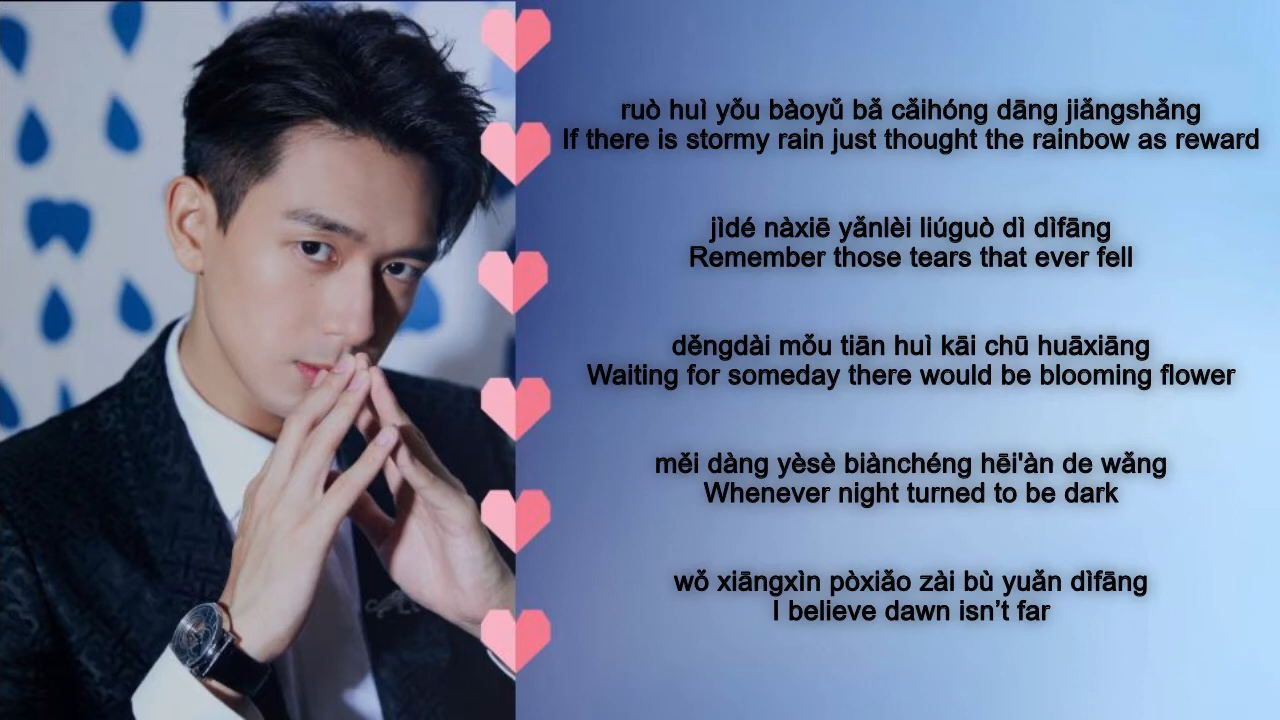 ruò huì yǒu bàoyǔ bǎ cǎihóng dāng jiǎngshǎng
If there is stormy rain just thought the rainbow as reward
jìdé nàxiē yǎnlèi liúguò dì dìfāng
Remember those tears that ever fell
děngdài mǒu tiān huì kāi chū huāxiāng
Waiting for someday there would be blooming flower
měi dàng yèsè biànchéng hēi'àn de wǎng
Whenever night turned to be dark
wǒ xiāngxìn pòxiǎo zài bù yuǎn dìfāng
I believe dawn isn’t far